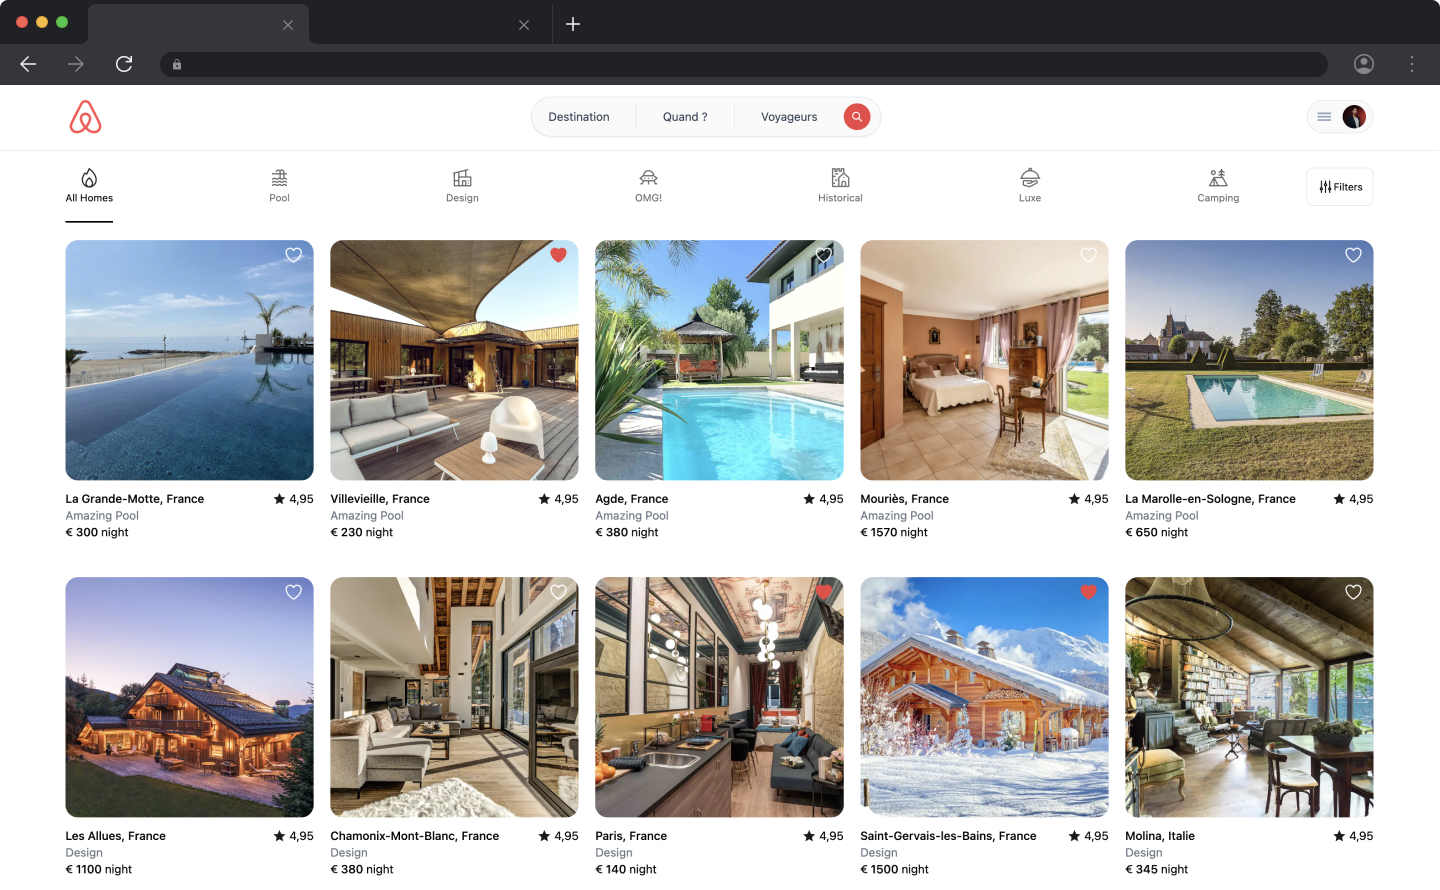 Destination
Quand ?
Voyageurs
All Homes
Pool
Design
OMG!
Historical
Luxe
Camping
Filters
La Grande-Motte, France ★ 4,95
Amazing Pool
€ 300 night
Villevieille, France ★ 4,95
Amazing Pool
€ 230 night
Agde, France ★ 4,95
Amazing Pool
€ 380 night
Mouriès, France ★ 4,95
Amazing Pool
€ 1570 night
La Marolle-en-Sologne, France ★ 4,95
Amazing Pool
€ 650 night
Les Allues, France ★ 4,95
Design
€ 1100 night
Chamonix-Mont-Blanc, France ★ 4,95
Design
€ 380 night
Paris, France ★ 4,95
Design
€ 140 night
Saint-Gervais-les-Bains, France ★ 4,95
Design
€ 1500 night
Molina, Italie ★ 4,95
Design
€ 345 night